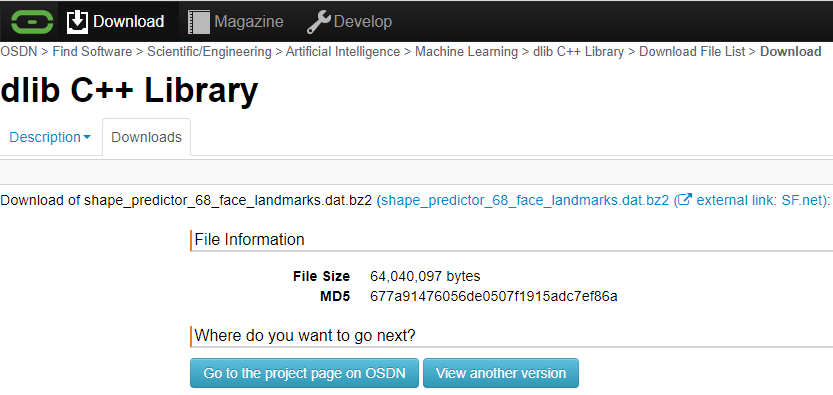 Download Magazine Develop
OSDN > Find Software > Scientific/Engineering > Artificial Intelligence > Machine Learning > dlib C++ Library > Download File List > Download
dlib C++ Library
Description Downloads
Download of shape_predictor_68_face_landmarks.dat.bz2 (shape_predictor_68_face_landmarks.dat.bz2 ( external link: SF.net):
File Information
File Size 64,040,097 bytes
MD5 677a91476056de0507f1915adc7ef86a
Where do you want to go next?
Go to the project page on OSDN View another version